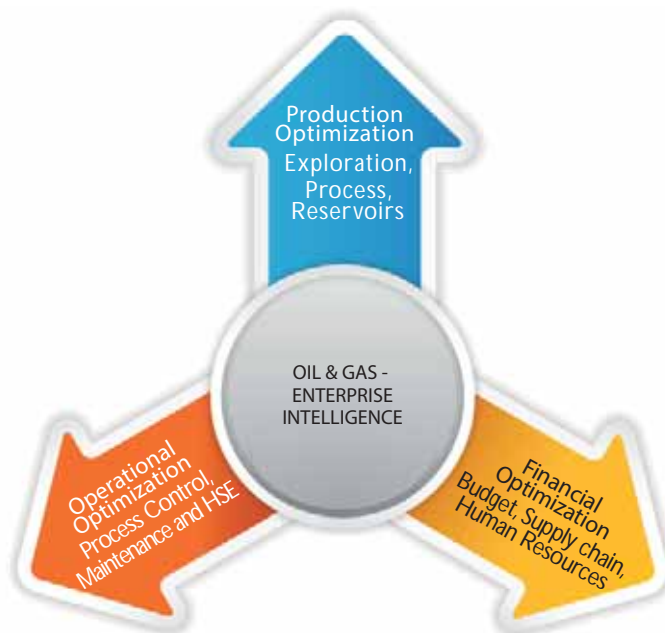 Production
Optimization
Exploration,
Process,
Reservoirs
OIL & GAS -
ENTERPRISE
INTELLIGENCE
Operational
Optimization
Process Control,
Maintenance and HSE
Financial
Optimization
Budget, Supply chain,
Human Resources